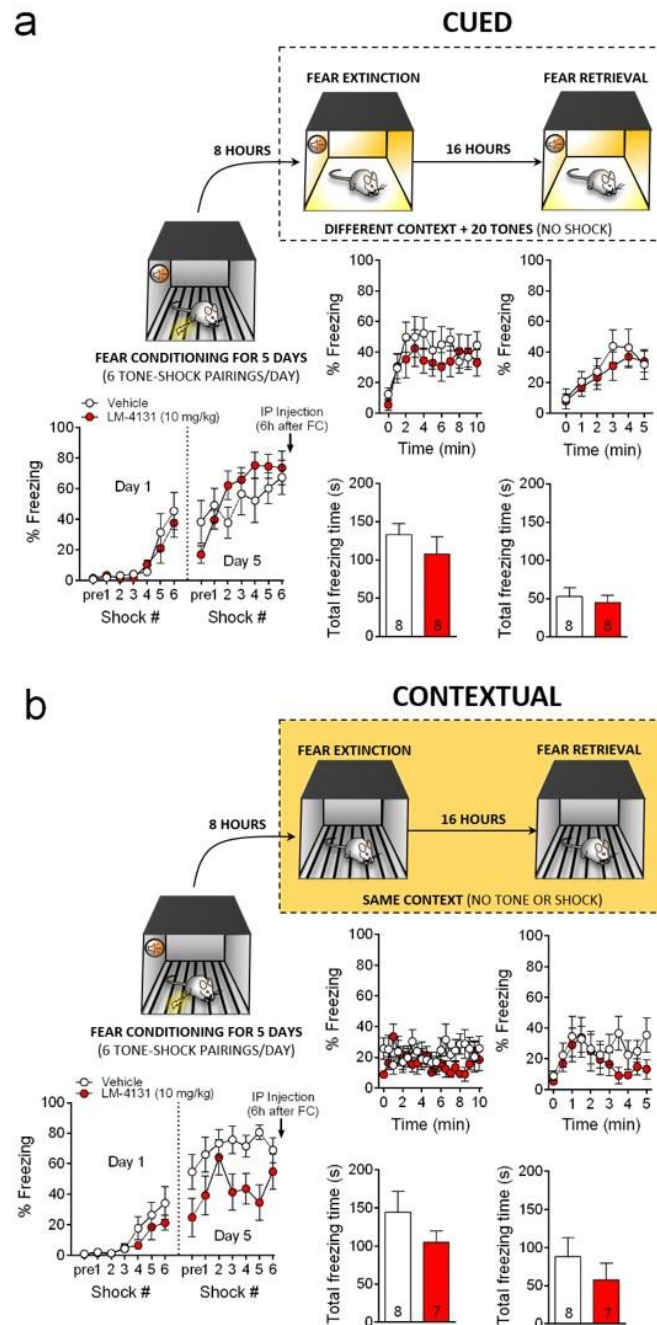 a
CUED
FEAR EXTINCTION
FEAR RETRIEVAL
8 HOURS
16 HOURS
DIFFERENT CONTEXT + 20 TONES (NO SHOCK)
FEAR CONDITIONING FOR 5 DAYS
(6 TONE-SHOCK PAIRINGS/DAY)
Vehicle
LM-4131 (10 mg/kg)
IP Injection
(6h after FC)
% Freezing
100
80
60
40
20
0
Day 1
Day 5
pre1 2 3 4 5 6
pre1 2 3 4 5 6
Shock #
Shock #
% Freezing
100
80
60
40
20
0
0 2 4 6 8 10
Time (min)
% Freezing
100
80
60
40
20
0
0 1 2 3 4 5
Time (min)
Total freezing time (s)
200
150
100
50
0
8
8
Total freezing time (s)
200
150
100
50
0
8
8
b
CONTEXTUAL
FEAR EXTINCTION
FEAR RETRIEVAL
8 HOURS
16 HOURS
SAME CONTEXT (NO TONE OR SHOCK)
FEAR CONDITIONING FOR 5 DAYS
(6 TONE-SHOCK PAIRINGS/DAY)
Vehicle
LM-4131 (10 mg/kg)
IP Injection
(6h after FC)
% Freezing
100
80
60
40
20
0
Day 1
Day 5
pre1 2 3 4 5 6
pre1 2 3 4 5 6
Shock #
Shock #
% Freezing
100
80
60
40
20
0
0 2 4 6 8 10
Time (min)
% Freezing
100
80
60
40
20
0
0 1 2 3 4 5
Time (min)
Total freezing time (s)
200
150
100
50
0
8
7
Total freezing time (s)
200
150
100
50
0
8
7